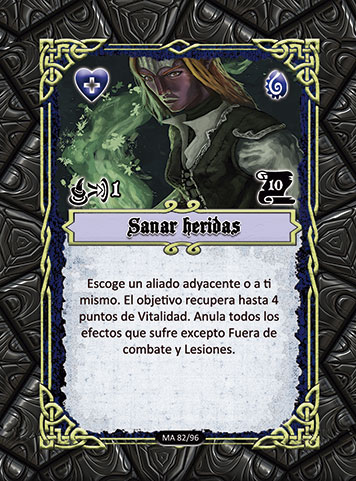 1
10
Sanar heridas
Escoge un aliado adyacente o a ti
mismo. El objetivo recupera hasta 4
puntos de Vitalidad. Anula todos los
efectos que sufre excepto Fuera de
combate y Lesiones.
MA 82/96